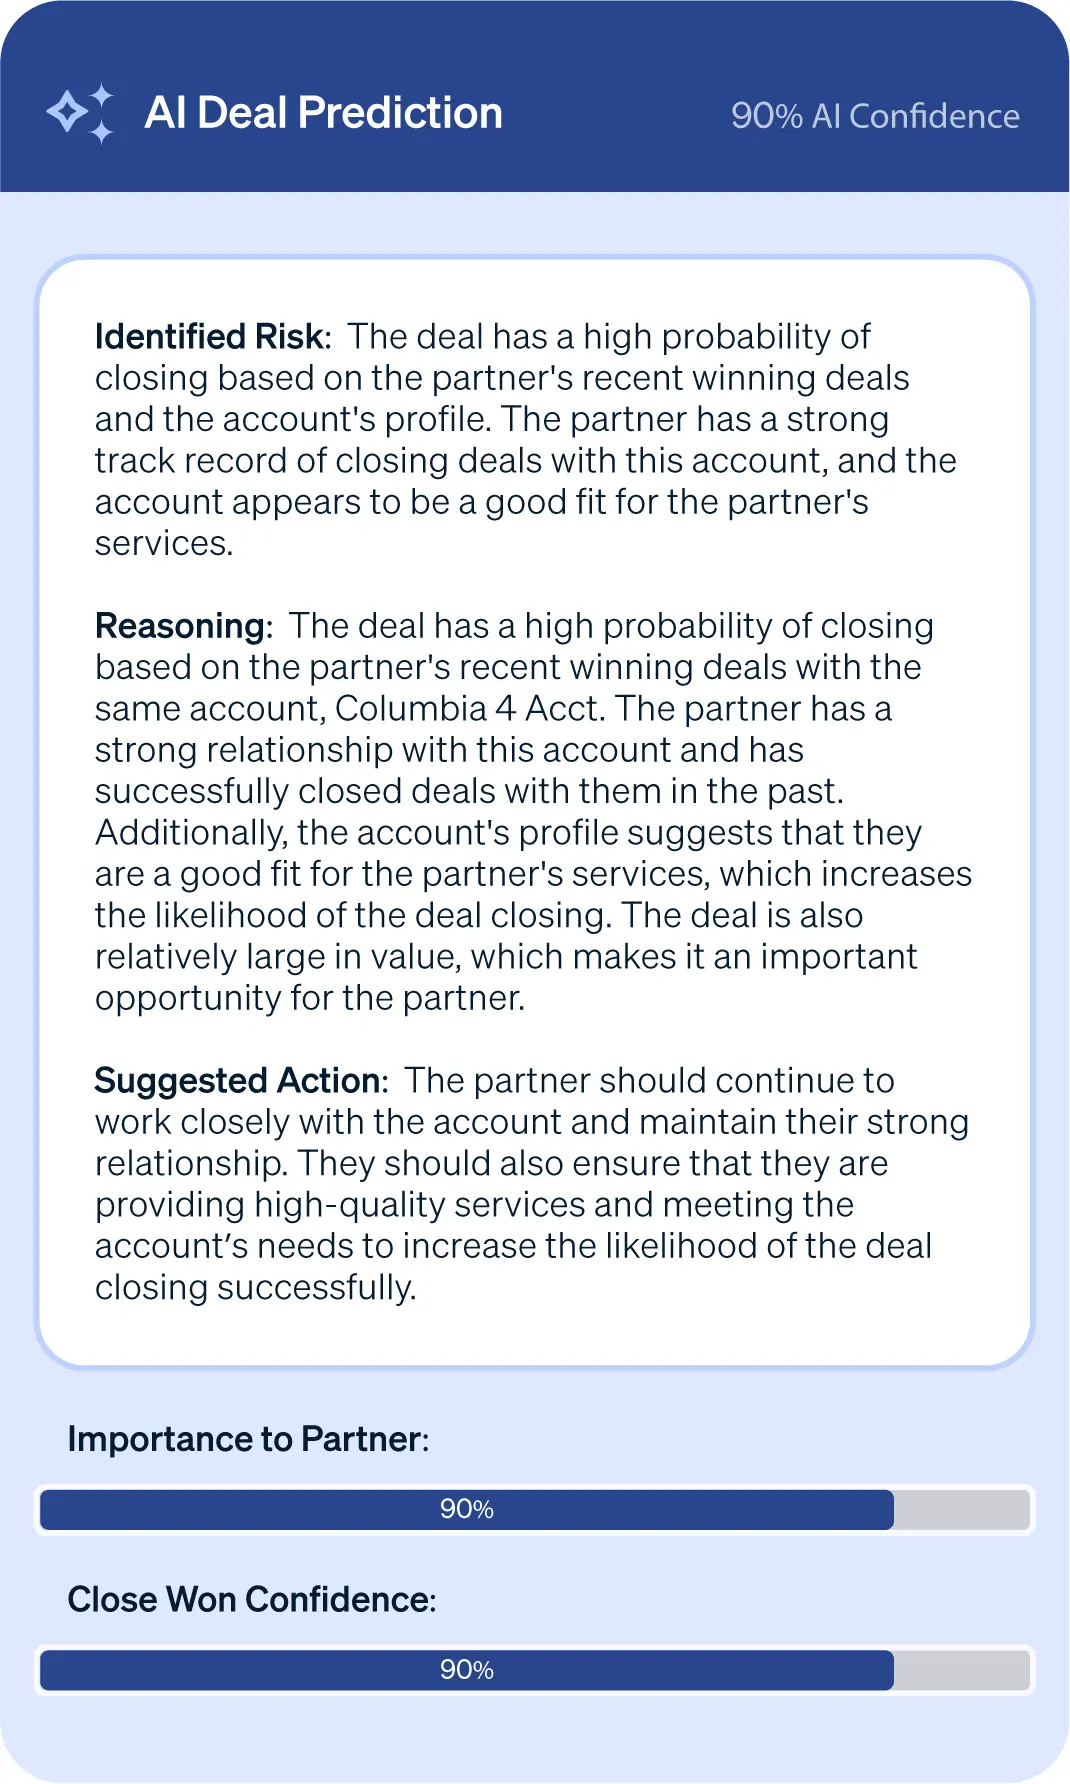 AI Deal Prediction
90% AI Confidence
Identified Risk: The deal has a high probability of
closing based on the partner's recent winning deals
and the account's profile. The partner has a strong
track record of closing deals with this account, and the
account appears to be a good fit for the partner's
services.
Reasoning: The deal has a high probability of closing
based on the partner's recent winning deals with the
same account, Columbia 4 Acct. The partner has a
strong relationship with this account and has
successfully closed deals with them in the past.
Additionally, the account's profile suggests that they
are a good fit for the partner's services, which increases
the likelihood of the deal closing. The deal is also
relatively large in value, which makes it an important
opportunity for the partner.
Suggested Action: The partner should continue to
work closely with the account and maintain their strong
relationship. They should also ensure that they are
providing high-quality services and meeting the
account’s needs to increase the likelihood of the deal
closing successfully.
Importance to Partner:
90%
Close Won Confidence:
90%